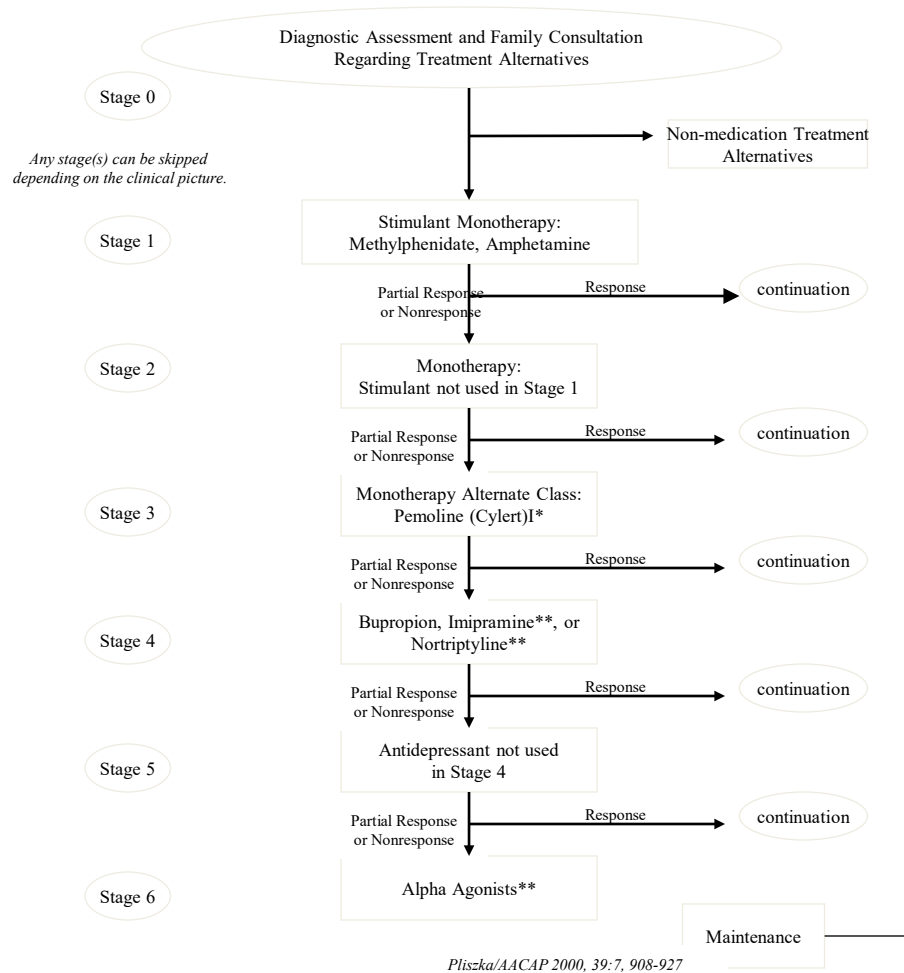 Diagnostic Assessment and Family Consultation
Regarding Treatment Alternatives
Stage 0
Non-medication Treatment
Alternatives
Any stage(s) can be skipped
depending on the clinical picture.
Stage 1
Stimulant Monotherapy:
Methylphenidate, Amphetamine
Partial Response
or Nonresponse
Response
continuation
Stage 2
Monotherapy:
Stimulant not used in Stage 1
Partial Response
or Nonresponse
Response
continuation
Stage 3
Monotherapy Alternate Class:
Pemoline (Cylert)I*
Partial Response
or Nonresponse
Response
continuation
Stage 4
Bupropion, Imipramine**, or
Nortriptyline**
Partial Response
or Nonresponse
Response
continuation
Stage 5
Antidepressant not used
in Stage 4
Partial Response
or Nonresponse
Response
continuation
Stage 6
Alpha Agonists**
Maintenance
Pliszka/AACAP 2000, 39:7, 908-927